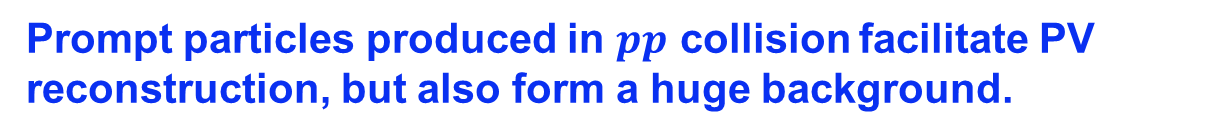 Prompt particles produced in pp collision facilitate PV
reconstruction, but also form a huge background.